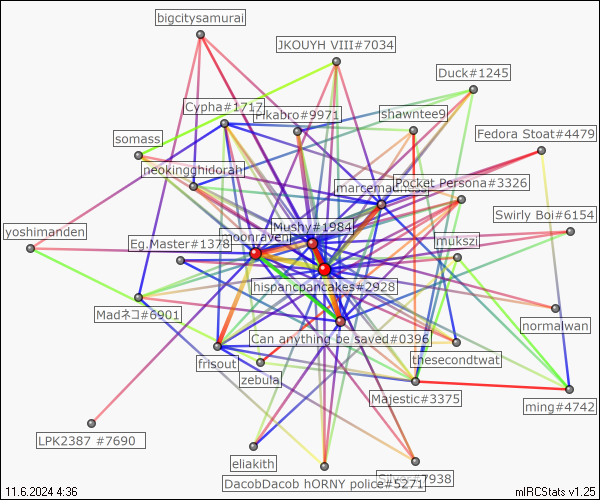 bigcitysamurai
JKOUYH VIII#7034
Duck#1245
Cypha#1717
Pikabro#9971
shawntee9
somass
Fedora Stoat#4479
neokingghidorah
marcemad
Pocket Persona#3326
yoshimanden
Swirly Boi#6154
Mushy#1984
Eg.Master#1378
moonraven
mukszi
hispancpancakes#2928
Madネコ#6901
normalwan
Can anything be saved#0396
frisout
thesecondtwat
zebula
Majestic#3375
ming#4742
LPK2387 #7690
eliakith
DacobDacob hORNY police#5271
Silver#7938
11.6.2024 4:36
mIRCStats v1.25